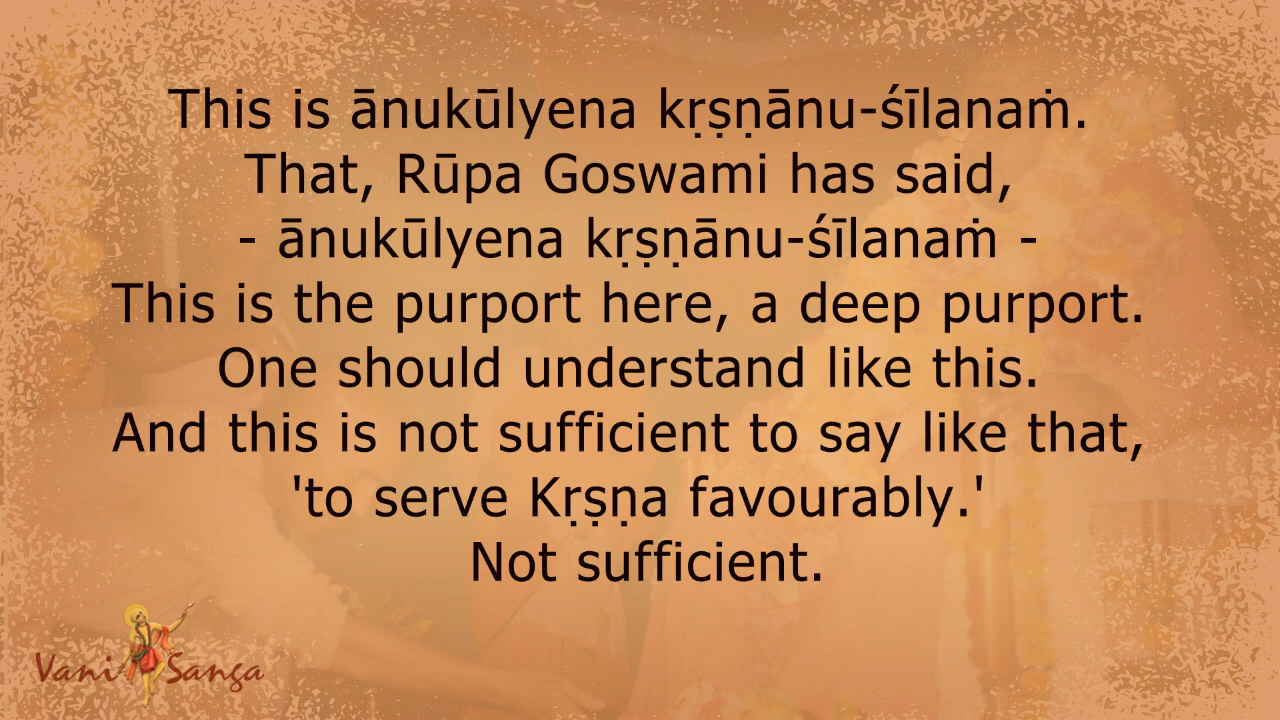 This is ānukūlyena kṛṣṇānu-śīlanaṁ.
That, Rūpa Goswami has said,
- ānukūlyena kṛṣṇānu-śīlanaṁ -
This is the purport here, a deep purport.
One should understand like this.
And this is not sufficient to say like that,
'to serve Kṛṣṇa favourably.'
Not sufficient.
Vani Sanga